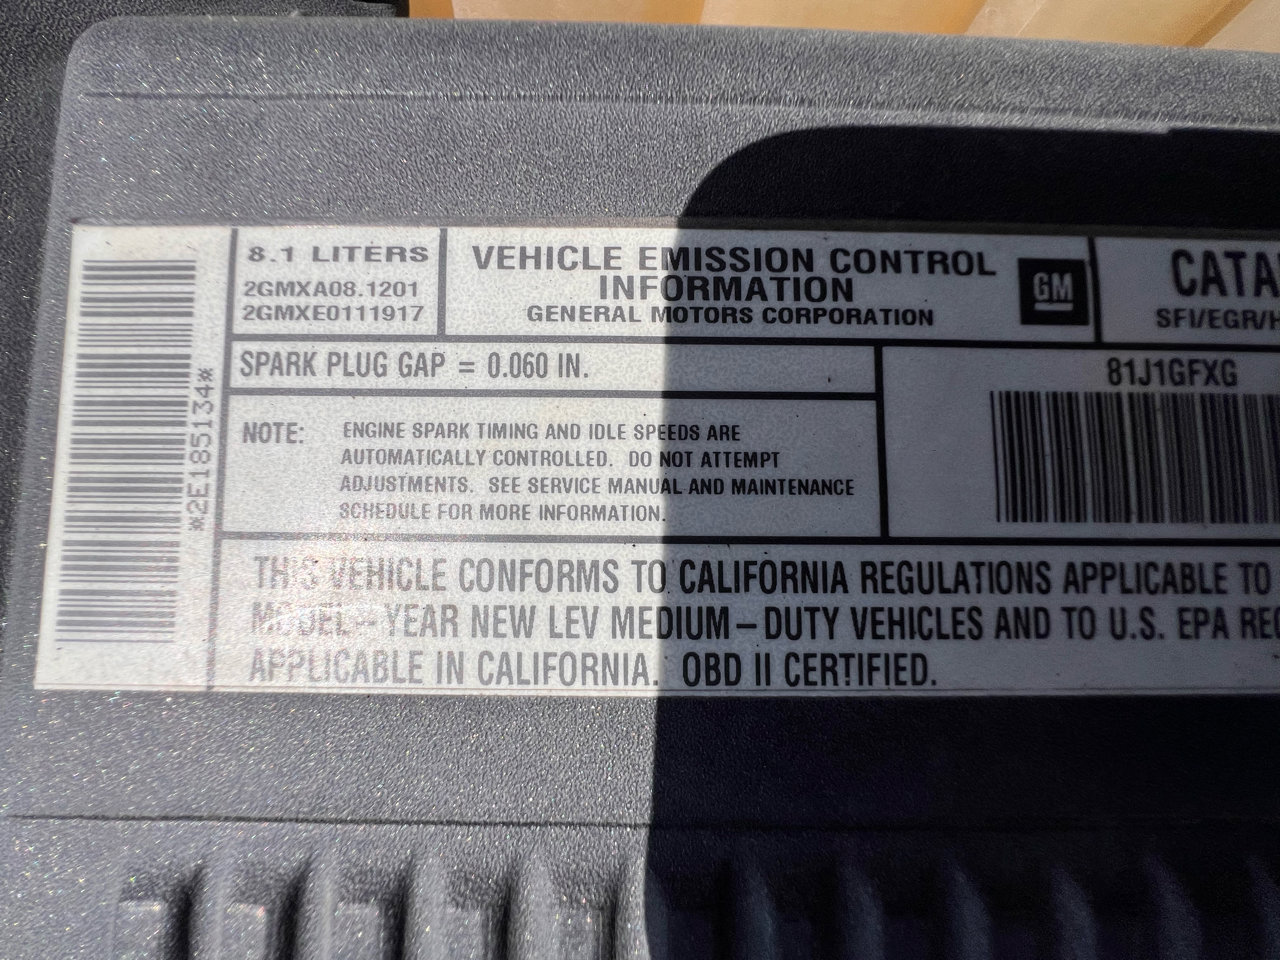 *2E185134*
8.1 LITERS
2GMXA08.1201
2GMXE0111917
VEHICLE EMISSION CONTROL
INFORMATION
GENERAL MOTORS CORPORATION
GM
CATA
SFI/EGR/H
SPARK PLUG GAP = 0.060 IN.
81J1GFXG
NOTE: ENGINE SPARK TIMING AND IDLE SPEEDS ARE
AUTOMATICALLY CONTROLLED. DO NOT ATTEMPT
ADJUSTMENTS. SEE SERVICE MANUAL AND MAINTENANCE
SCHEDULE FOR MORE INFORMATION.
THIS VEHICLE CONFORMS TO CALIFORNIA REGULATIONS APPLICABLE TO
MODEL-YEAR NEW LEV MEDIUM-DUTY VEHICLES AND TO U.S. EPA REG
APPLICABLE IN CALIFORNIA. OBD II CERTIFIED.